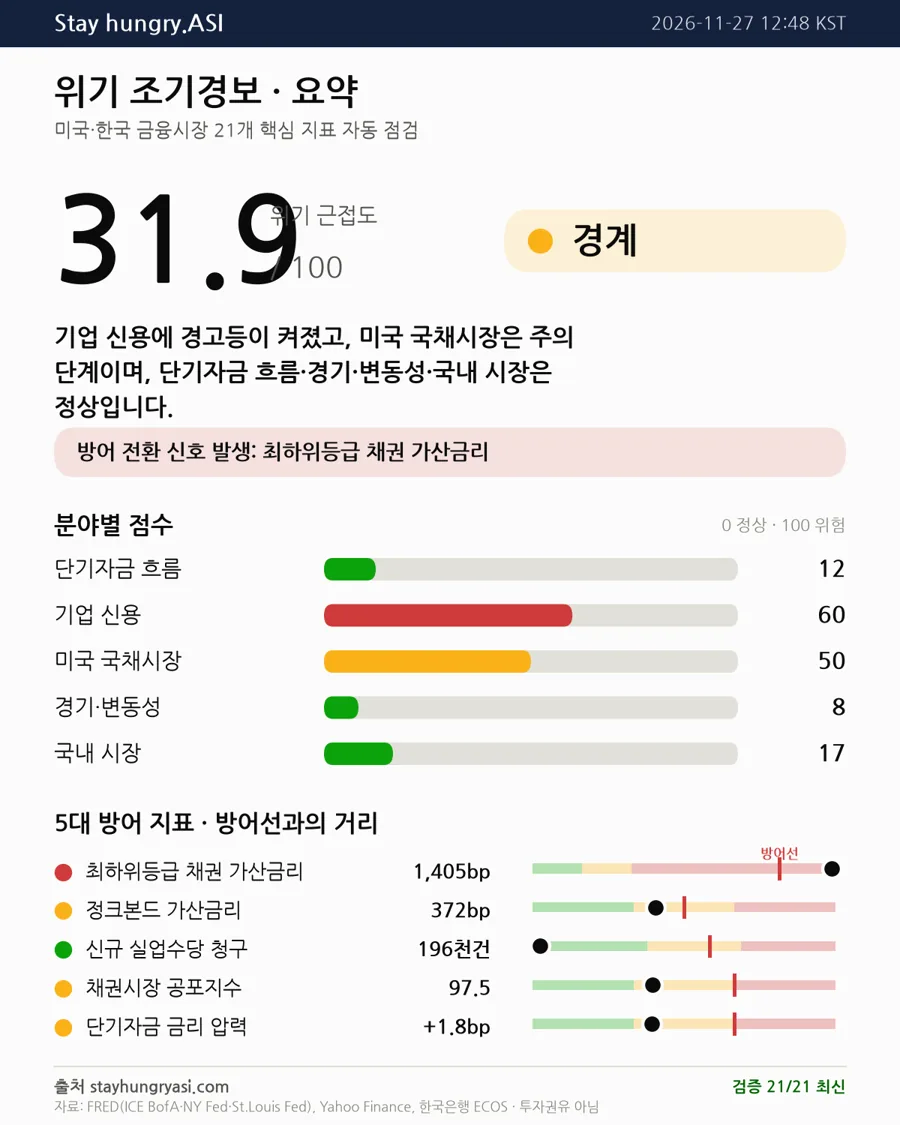 Stay hungry.ASI
2026-11-27 12:48 KST
위기 조기경보 · 요약
미국·한국 금융시장 21개 핵심 지표 자동 점검
31.9
위기 근접도
/ 100
경계
기업 신용에 경고등이 켜졌고, 미국 국채시장은 주의
단계이며, 단기자금 흐름·경기·변동성·국내 시장은
정상입니다.
방어 전환 신호 발생: 최하위등급 채권 가산금리
분야별 점수
0 정상 · 100 위험
단기자금 흐름 12
기업 신용 60
미국 국채시장 50
경기·변동성 8
국내 시장 17
5대 방어 지표 · 방어선과의 거리
방어선
최하위등급 채권 가산금리 1,405bp
정크본드 가산금리 372bp
신규 실업수당 청구 196천건
채권시장 공포지수 97.5
단기자금 금리 압력 +1.8bp
출처 stayhungryasi.com
검증 21/21 최신
자료: FRED(ICE BofA·NY Fed·St.Louis Fed), Yahoo Finance, 한국은행 ECOS · 투자권유 아님